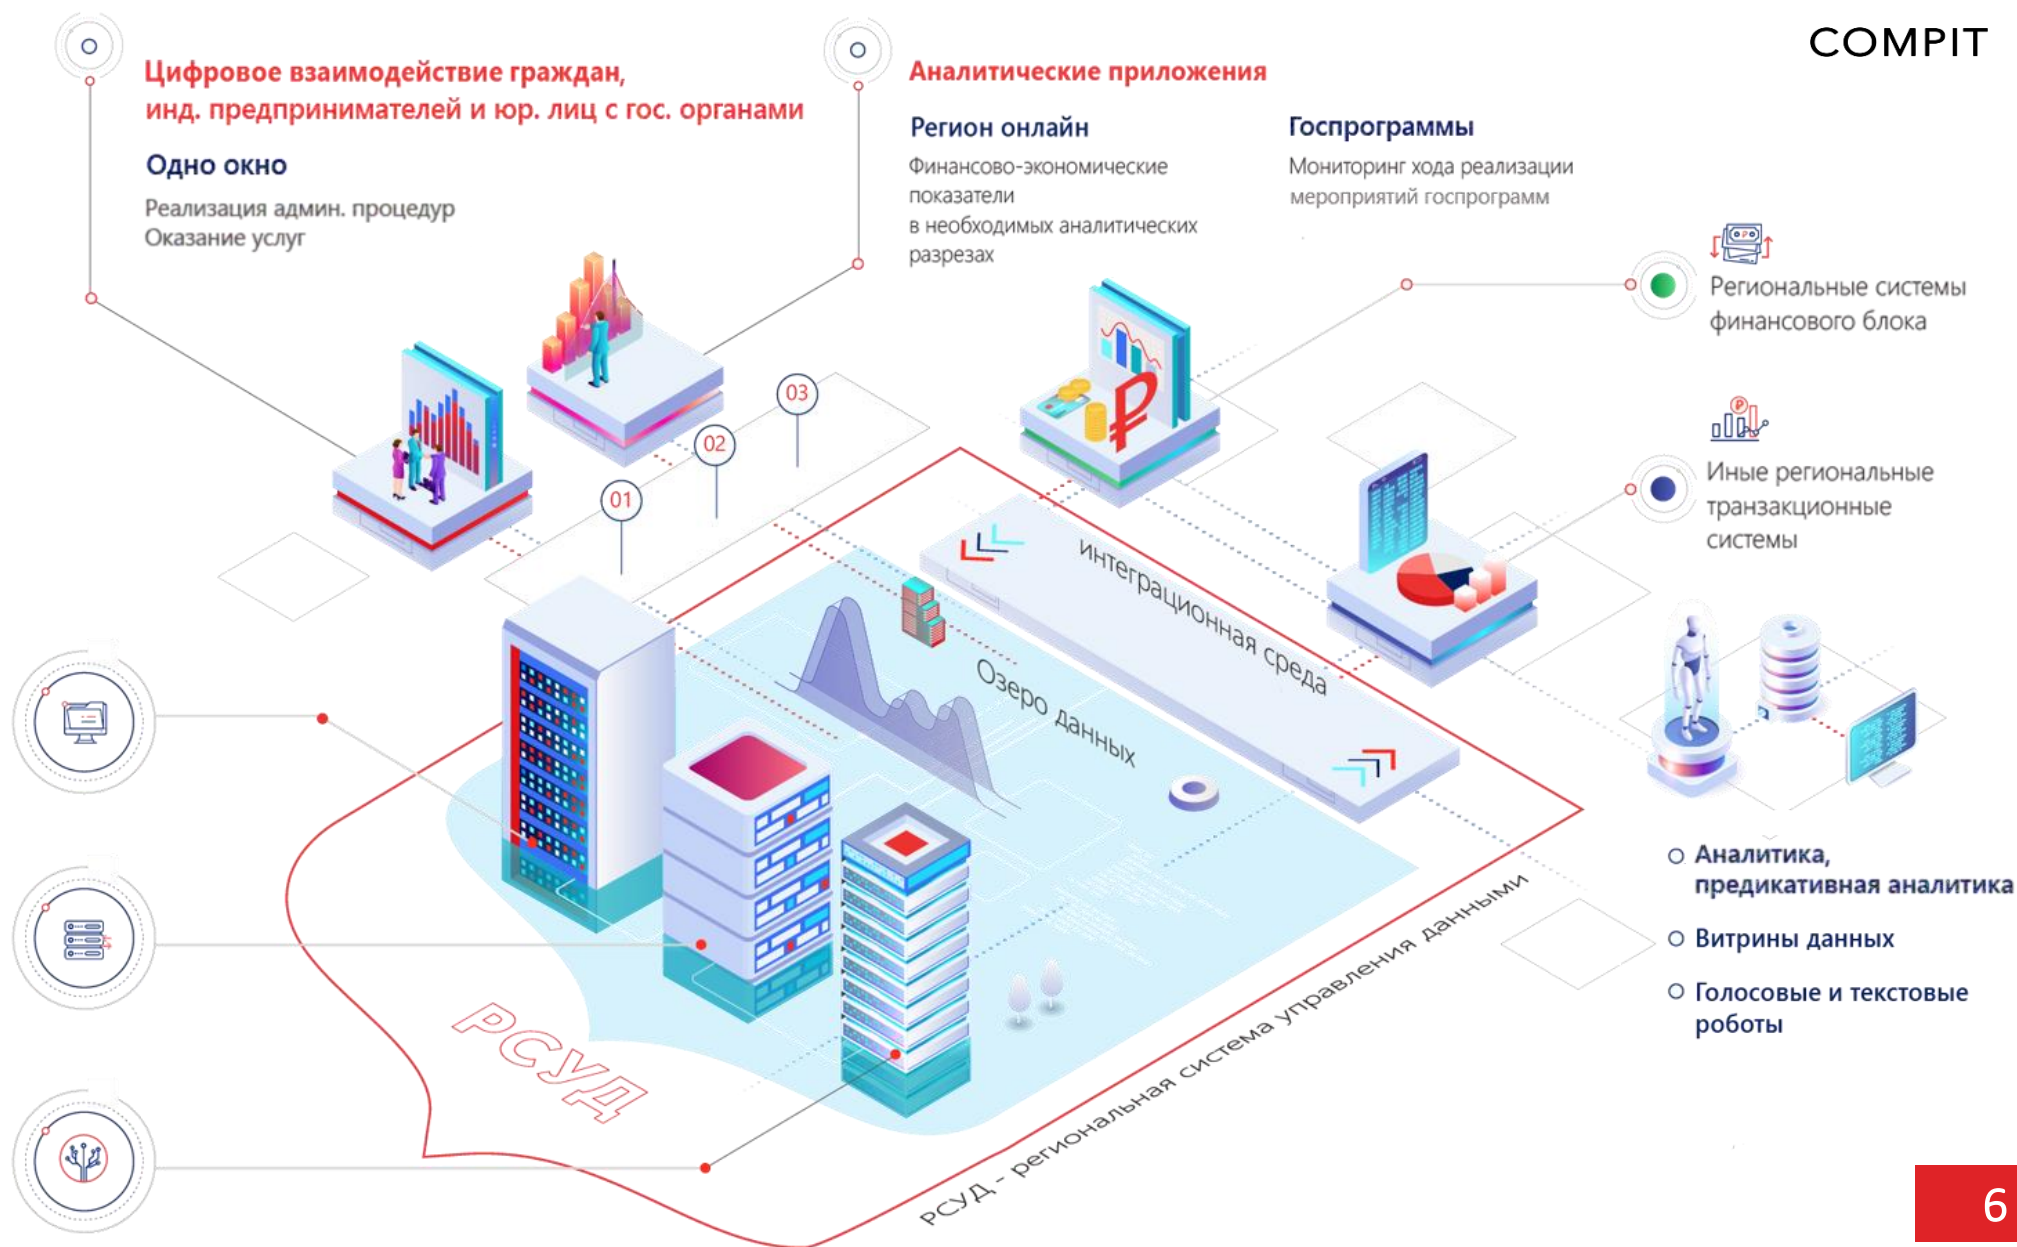 COMPIT
Цифровое взаимодействие граждан,
инд. предпринимателей и юр. лиц с гос. органами
Одно окно
Реализация админ. процедур
Оказание услуг
Аналитические приложения
Регион онлайн
Финансово-экономические
показатели
в необходимых аналитических
разрезах
Госпрограммы
Мониторинг хода реализации
мероприятий госпрограмм
Региональные системы
финансового блока
Иные региональные
транзакционные
системы
03
02
01
интеграционная среда
Озеро данных
РСУД
РСУД - региональная система управления данными
Аналитика,
предикативная аналитика
Витрины данных
Голосовые и текстовые
роботы
6